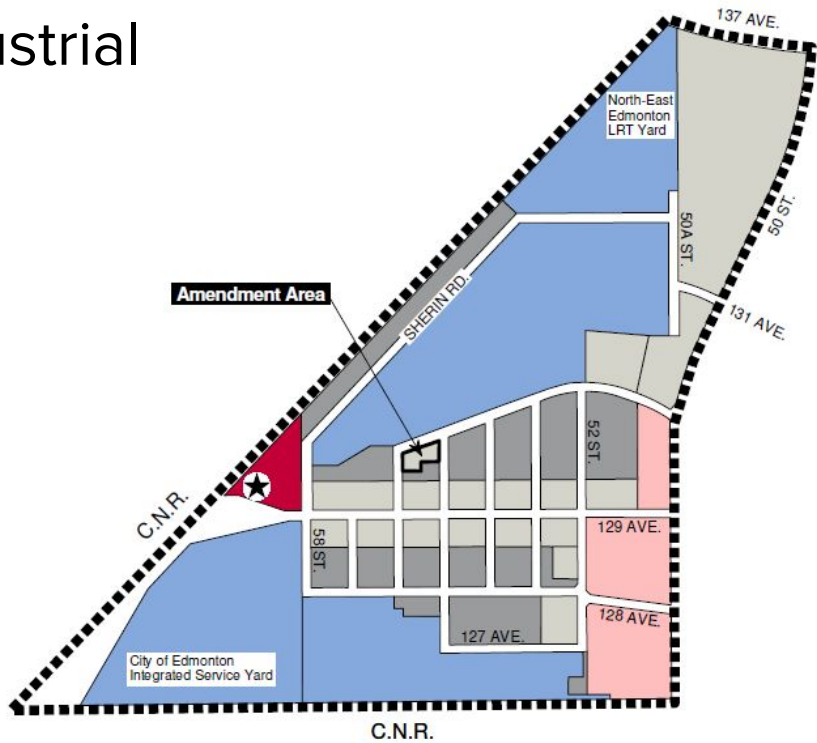 ustrial
137 AVE.
North-East
Edmonton
LRT Yard
50 ST.
50A ST.
Amendment Area
SHERIN RD.
131 AVE.
52 ST.
C.N.R.
58 ST.
129 AVE.
128 AVE.
127 AVE.
City of Edmonton
Integrated Service Yard
C.N.R.